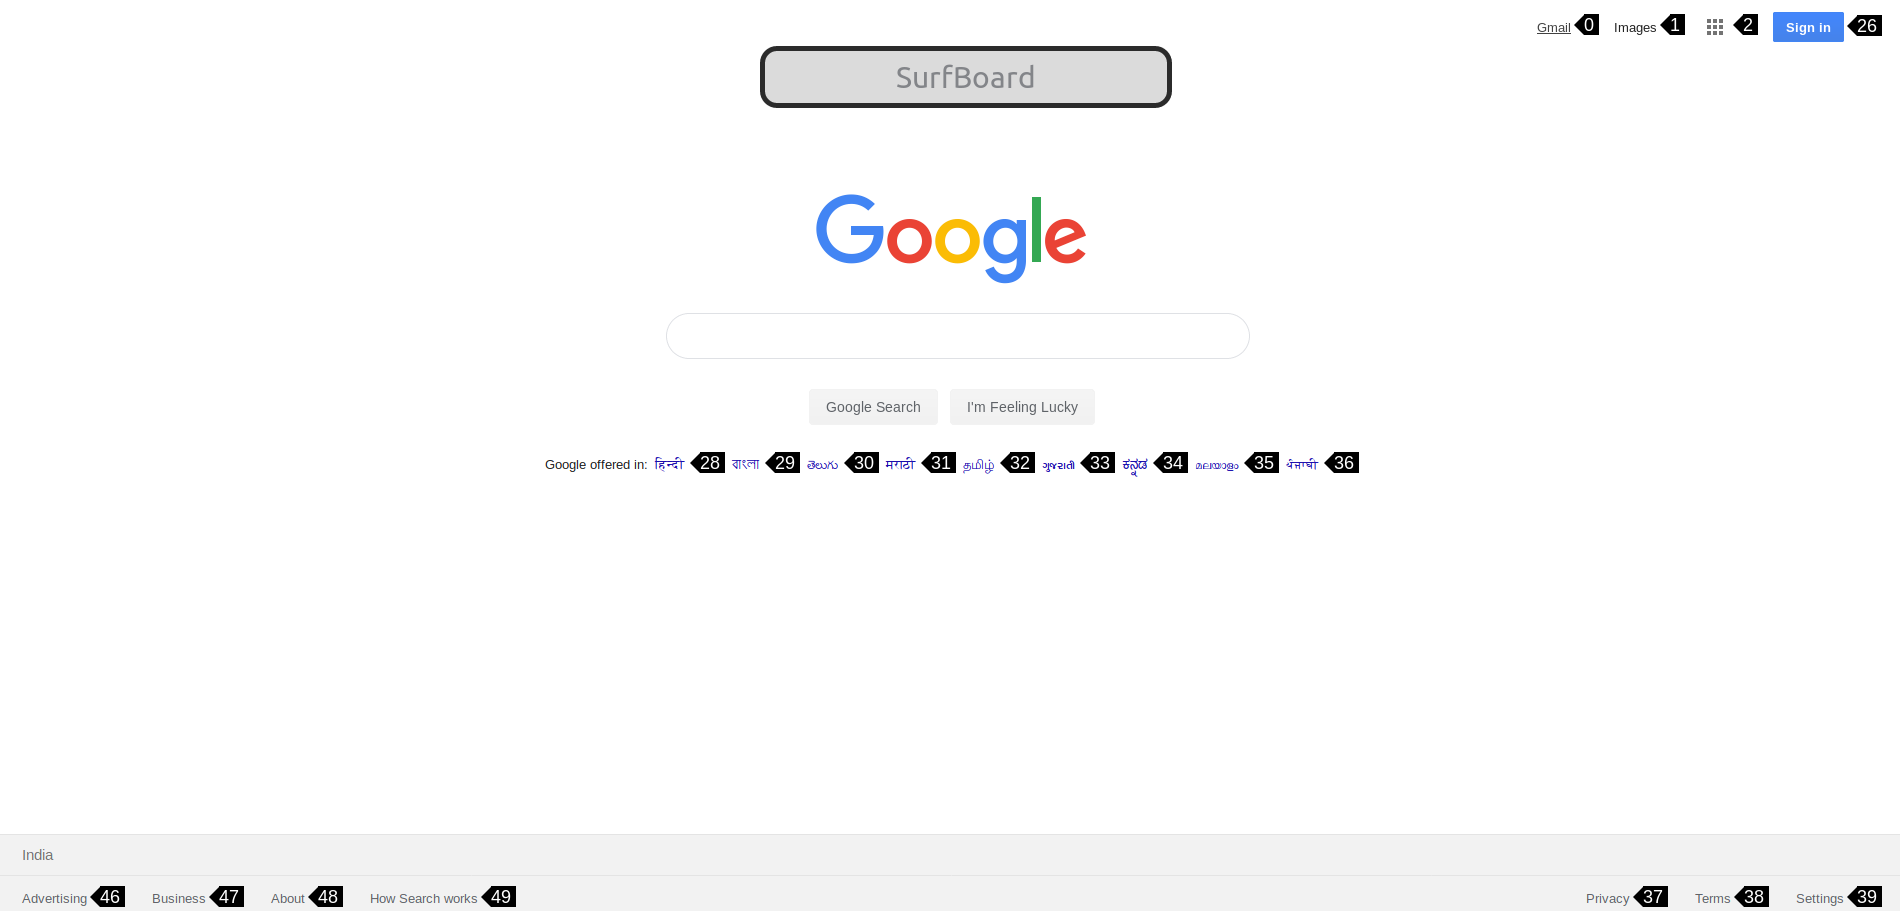 Gmail 0 Images 1 2 Sign in 26
SurfBoard
Google
Google Search I'm Feeling Lucky
Google offered in: हिन्दी 28 বাংলা 29 తెలుగు 30 मराठी 31 தமிழ் 32 ગુજરાતી 33 ಕನ್ನಡ 34 മലയാളം 35 ਪੰਜਾਬੀ 36
India
Advertising 46 Business 47 About 48 How Search works 49 Privacy 37 Terms 38 Settings 39